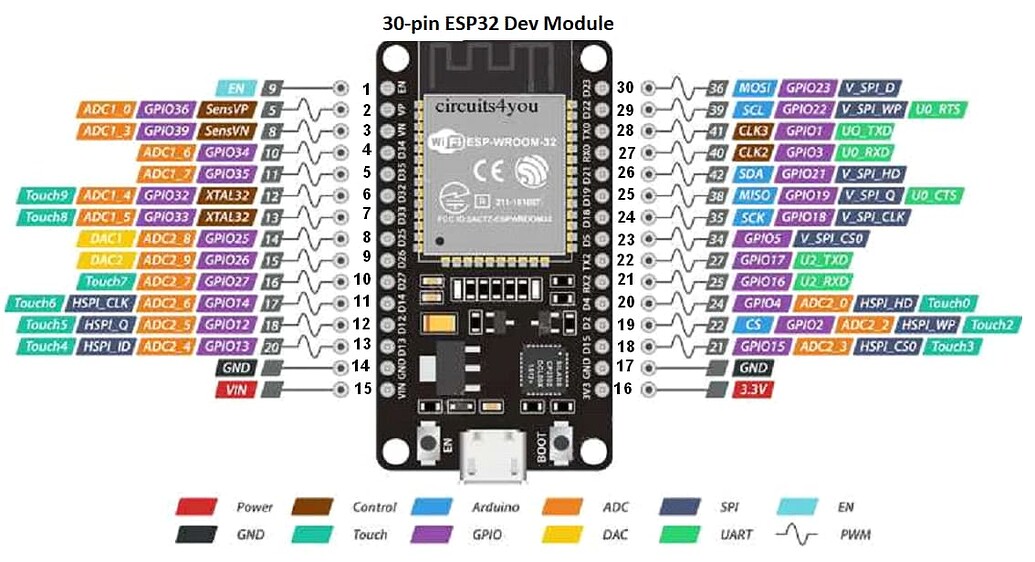 30-pin ESP32 Dev Module
EN 9 1 EN D23 30 36 MOSI GPIO23 V_SPI_D
ADC1_0 GPIO36 SensVP 5 2 VP D22 29 39 SCL GPIO22 V_SPI_WP U0_RTS
ADC1_3 GPIO39 SensVN 8 3 VN TX0 28 41 CLK3 GPIO1 UO_TXD
ADC1_6 GPIO34 10 4 D34 RX0 27 40 CLK2 GPIO3 U0_RXD
ADC1_7 GPIO35 11 5 D35 D21 26 42 SDA GPIO21 V_SPI_HD
Touch9 ADC1_4 GPIO32 XTAL32 12 6 D32 D19 25 38 MISO GPIO19 V_SPI_Q U0_CTS
Touch8 ADC1_5 GPIO33 XTAL32 13 7 D33 D18 24 35 SCK GPIO18 V_SPI_CLK
DAC1 ADC2_8 GPIO25 14 8 D25 D5 23 34 GPIO5 V_SPI_CS0
DAC2 ADC2_9 GPIO26 15 9 D26 TX2 22 27 GPIO17 U2_TXD
Touch7 ADC2_7 GPIO27 16 10 D27 RX2 21 25 GPIO16 U2_RXD
Touch6 HSPI_CLK ADC2_6 GPIO14 17 11 D14 D4 20 24 GPIO4 ADC2_0 HSPI_HD Touch0
Touch5 HSPI_Q ADC2_5 GPIO12 18 12 D12 D2 19 22 CS GPIO2 ADC2_2 HSPI_WP Touch2
Touch4 HSPI_ID ADC2_4 GPIO13 20 13 D13 D15 18 21 GPIO15 ADC2_3 HSPI_CS0 Touch3
GND 14 GND GND 17 GND
VIN 15 VIN 3V3 16 3.3V
circuits4you
WiFi ESP-WROOM-32
CE
R
SILABS
CP2102
EN BOOT
Power Control Arduino ADC SPI EN
GND Touch GPIO DAC UART PWM